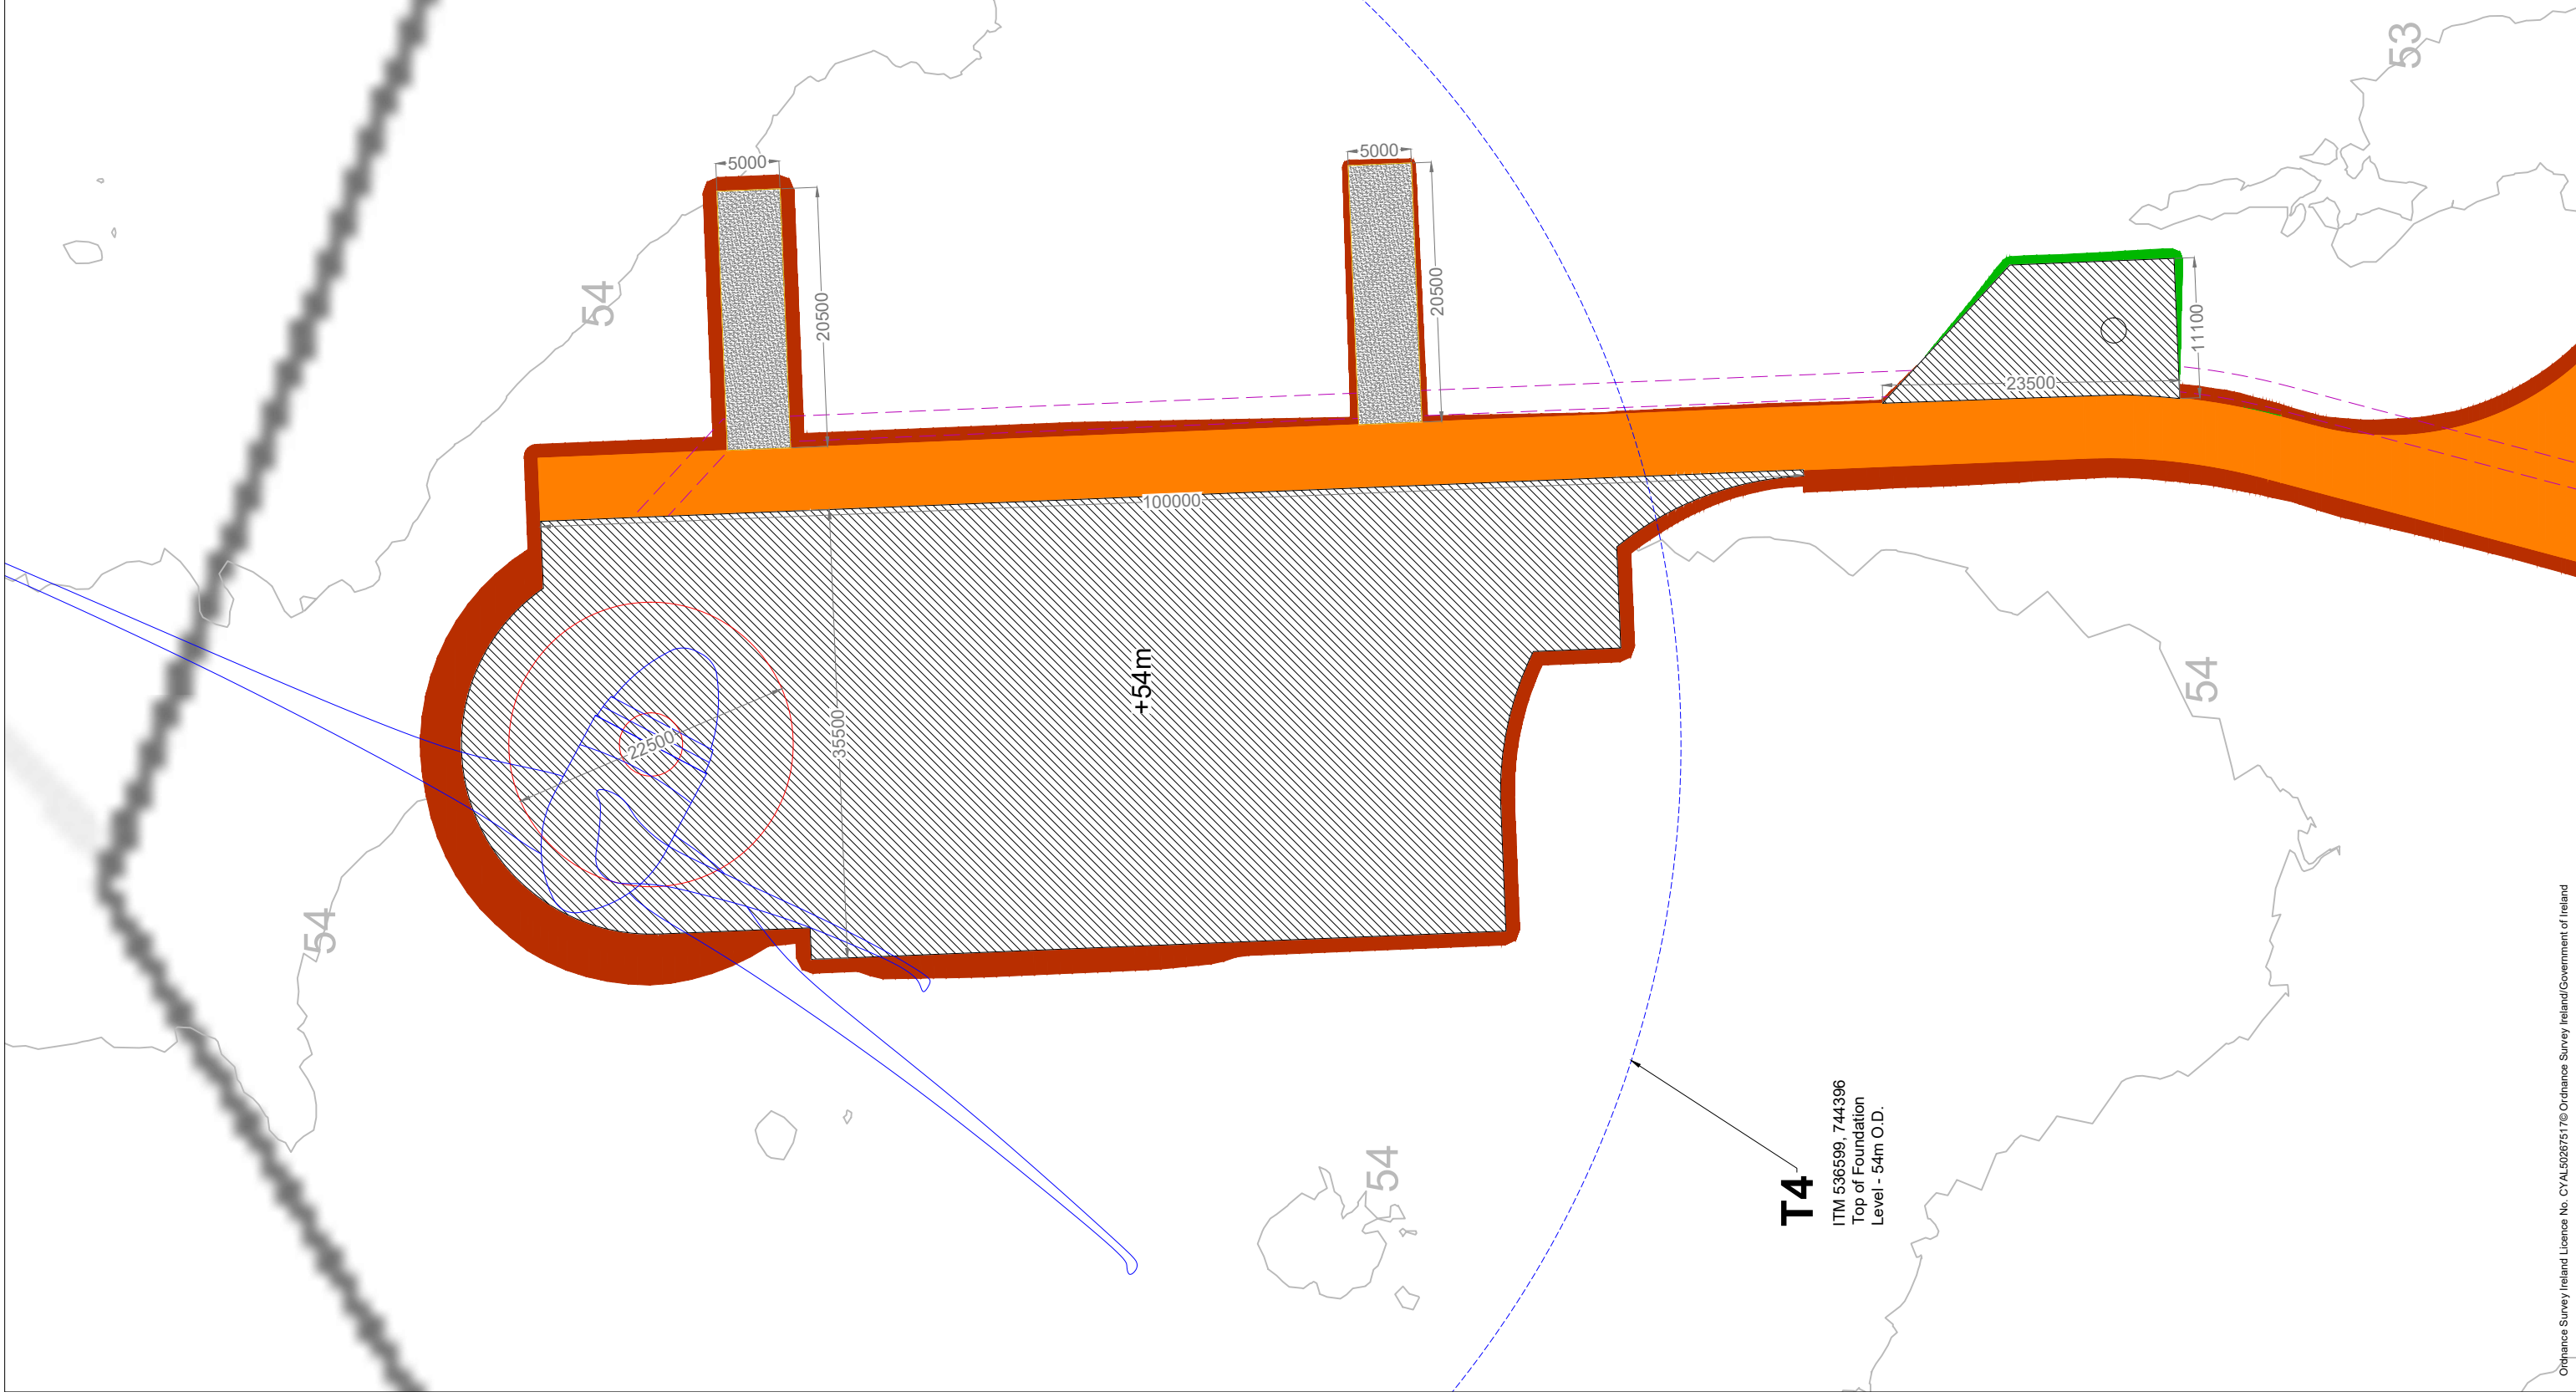 53
5000
5000
54
20500
20500
11100
23500
100000
+54m
54
22500
35500
54
54
T4
ITM 536599, 744396
Top of Foundation
Level - 54m O.D.
Ordnance Survey Ireland Licence No. CYAL50267517© Ordnance Survey Ireland/Government of Ireland